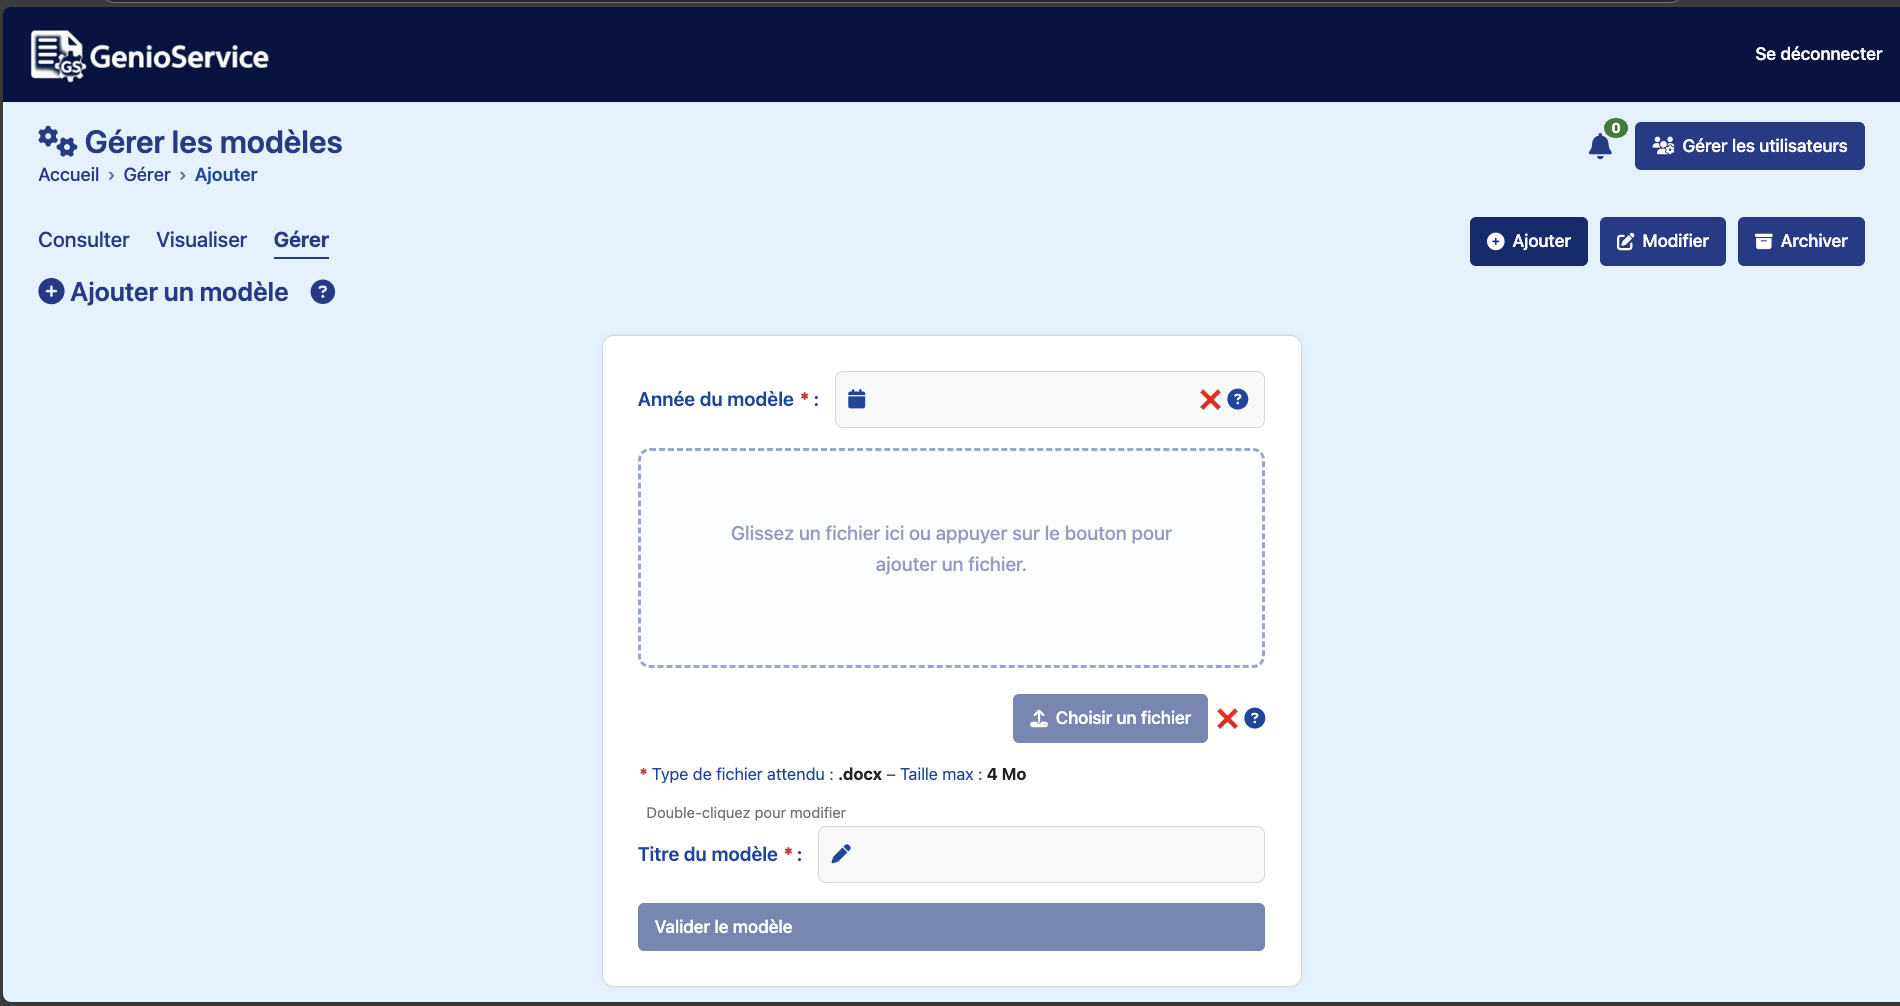 GS GenioService
Se déconnecter
Gérer les modèles
0
Gérer les utilisateurs
Accueil › Gérer › Ajouter
Consulter Visualiser Gérer
Ajouter Modifier Archiver
Ajouter un modèle ?
Année du modèle * : ?
Glissez un fichier ici ou appuyer sur le bouton pour
ajouter un fichier.
Choisir un fichier ?
* Type de fichier attendu : .docx – Taille max : 4 Mo
Double-cliquez pour modifier
Titre du modèle * :
Valider le modèle